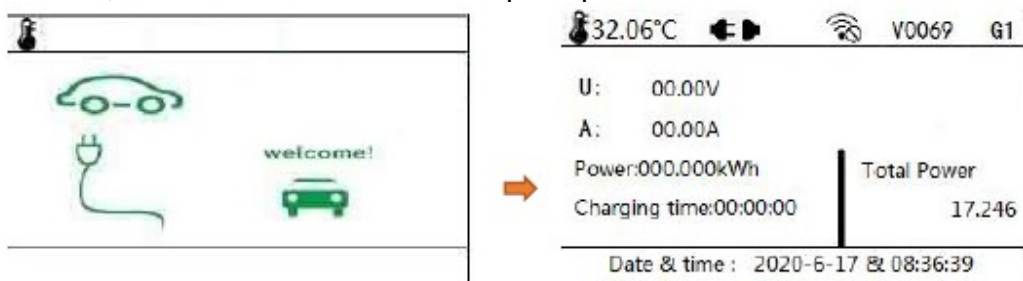 welcome!
32.06°C V0069 G1
U: 00.00V
A: 00.00A
Power:000.000kWh
Charging time:00:00:00
Total Power
17.246
Date & time : 2020-6-17 & 08:36:39